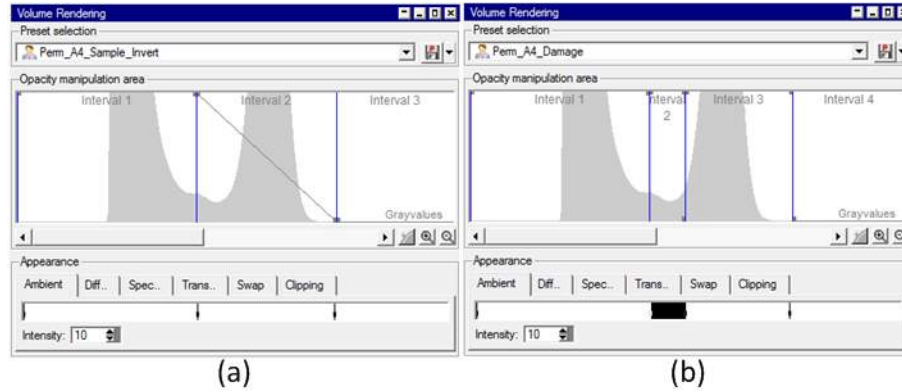 Volume Rendering
Preset selection
Perm_A4_Sample_Invert
Opacity manipulation area
Interval 1 Interval 2 Interval 3
Grayvalues
Appearance
Ambient Diff.. Spec... Trans.. Swap Clipping
Intensity: 10
(a)
Volume Rendering
Preset selection
Perm_A4_Damage
Opacity manipulation area
Interval 1 Interval 2 Interval 3 Interval 4
Grayvalues
Appearance
Ambient Diff.. Spec... Trans.. Swap Clipping
Intensity: 10
(b)